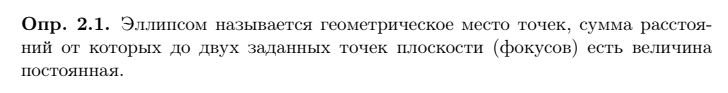 Опр. 2.1. Эллипсом называется геометрическое место точек, сумма расстоя-
ний от которых до двух заданных точек плоскости (фокусов) есть величина
постоянная.